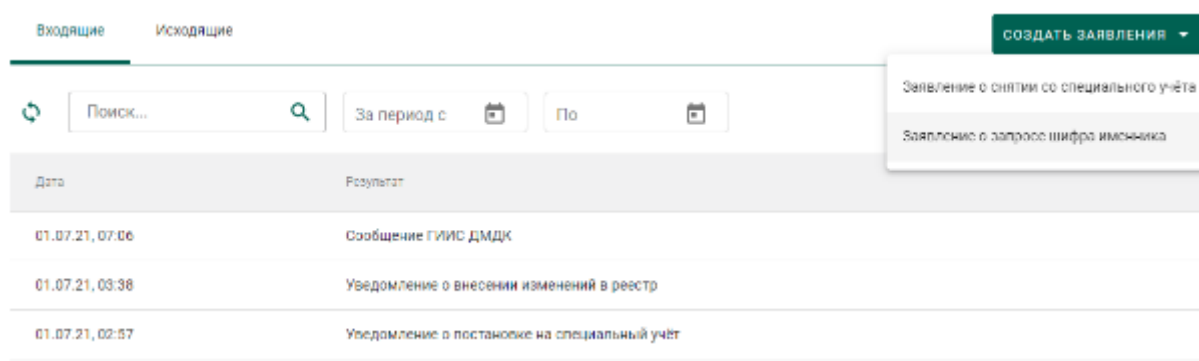 Входящие Исходящие СОЗДАТЬ ЗАЯВЛЕНИЯ
Заявление о снятии со специального учёта
Поиск... За период с По
Заявление о запросе шифра именника
Дата Результат
01.07.21, 07:06 Сообщение ГИИС ДМДК
01.07.21, 03:38 Уведомление о внесении изменений в реестр
01.07.21, 02:57 Уведомление о постановке на специальный учёт